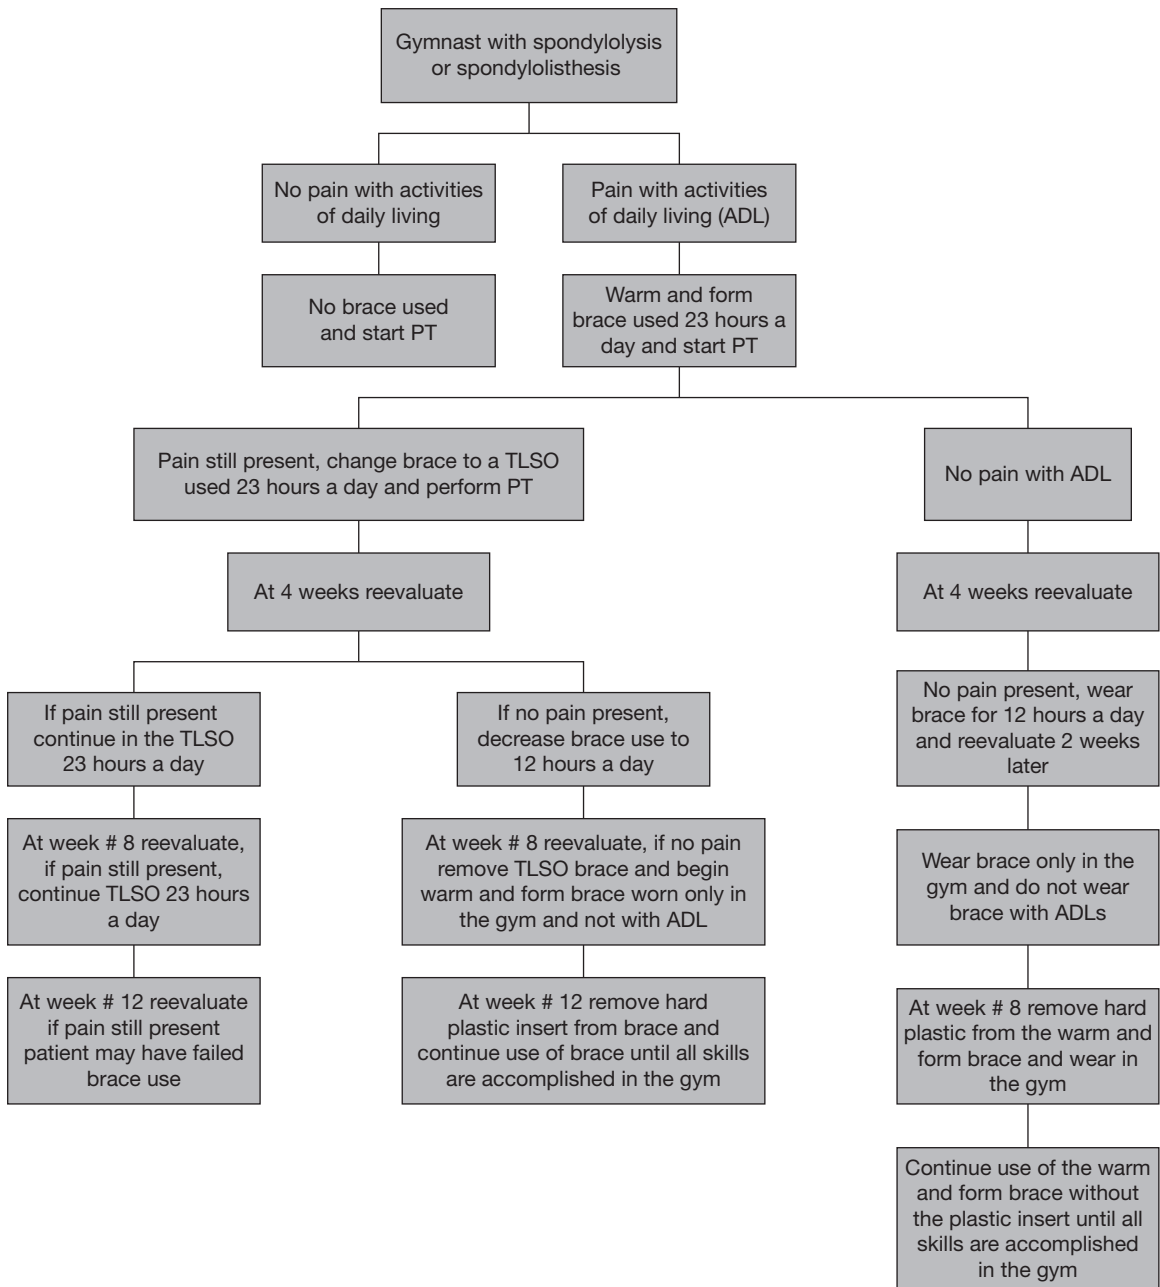 Gymnast with spondylolysis
or spondylolisthesis
No pain with activities
of daily living
Pain with activities
of daily living (ADL)
No brace used
and start PT
Warm and form
brace used 23 hours a
day and start PT
Pain still present, change brace to a TLSO
used 23 hours a day and perform PT
No pain with ADL
At 4 weeks reevaluate
At 4 weeks reevaluate
If pain still present
continue in the TLSO
23 hours a day
If no pain present,
decrease brace use to
12 hours a day
No pain present, wear
brace for 12 hours a day
and reevaluate 2 weeks
later
At week # 8 reevaluate,
if pain still present,
continue TLSO 23 hours
a day
At week # 8 reevaluate, if no pain
remove TLSO brace and begin
warm and form brace worn only in
the gym and not with ADL
Wear brace only in the
gym and do not wear
brace with ADLs
At week # 12 reevaluate
if pain still present
patient may have failed
brace use
At week # 12 remove hard
plastic insert from brace and
continue use of brace until all skills
are accomplished in the gym
At week # 8 remove hard
plastic from the warm and
form brace and wear in
the gym
Continue use of the warm
and form brace without
the plastic insert until all
skills are accomplished
in the gym